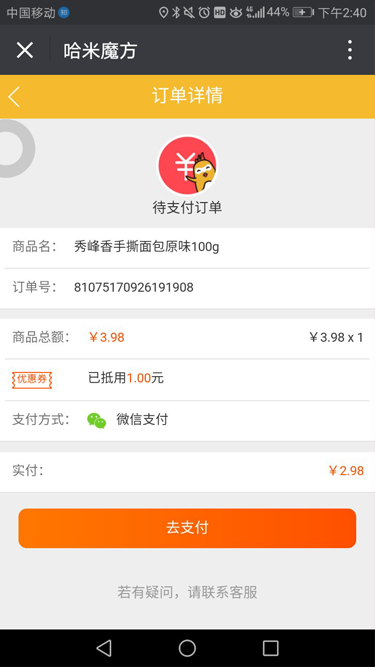 中国移动 知 HD 4G 44% 下午2:40
哈米魔方
订单详情
¥
待支付订单
商品名： 秀峰香手撕面包原味100g
订单号： 81075170926191908
商品总额： ￥3.98 ￥3.98 x 1
优惠券 已抵用1.00元
支付方式： 微信支付
实付： ￥2.98
去支付
若有疑问，请联系客服